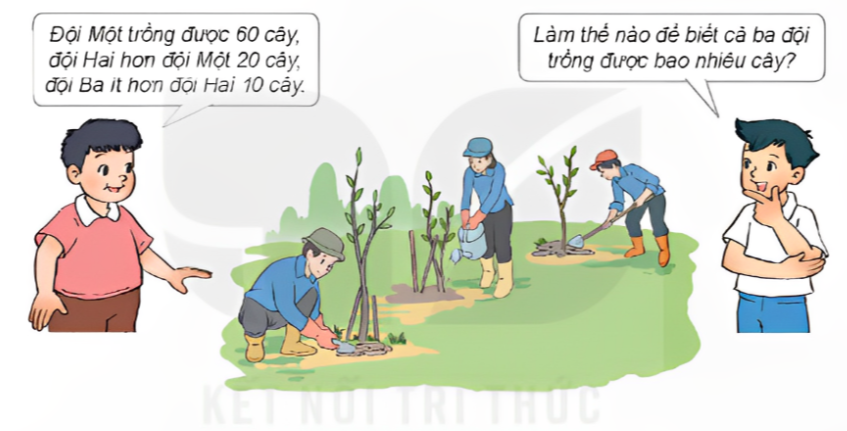 Đội Một trồng được 60 cây,
đội Hai hơn đội Một 20 cây,
đội Ba ít hơn đội Hai 10 cây.
Làm thế nào để biết cả ba đội
trồng được bao nhiêu cây?
KẾT NỐI TRI THỨC